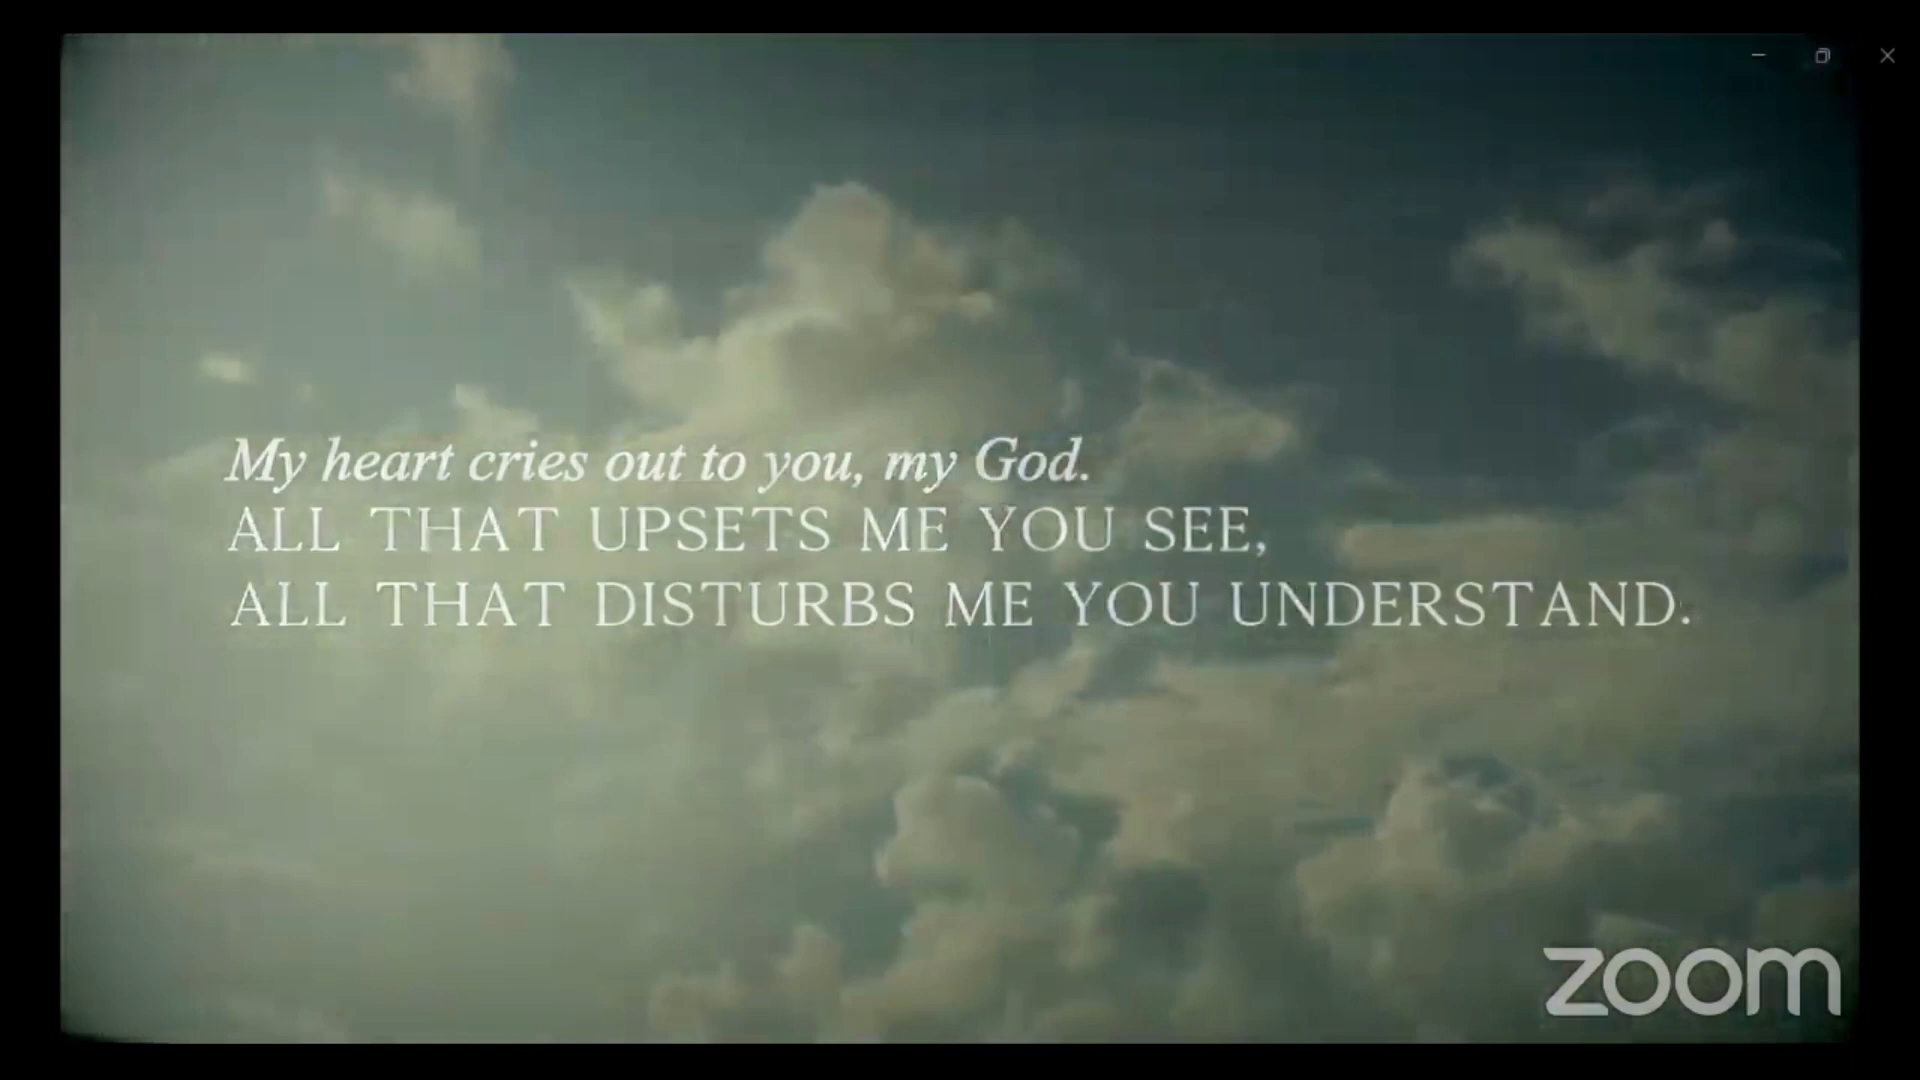 My heart cries out to you, my God.
ALL THAT UPSETS ME YOU SEE,
ALL THAT DISTURBS ME YOU UNDERSTAND.
zoom